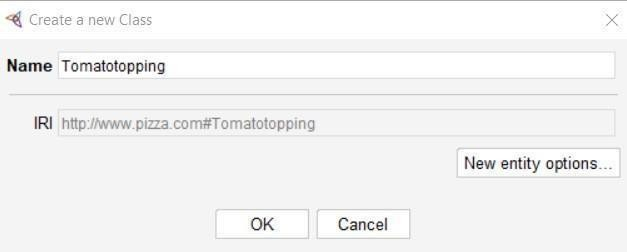 Create a new Class
Name Tomatotopping
IRI http://www.pizza.com#Tomatotopping
New entity options...
OK Cancel